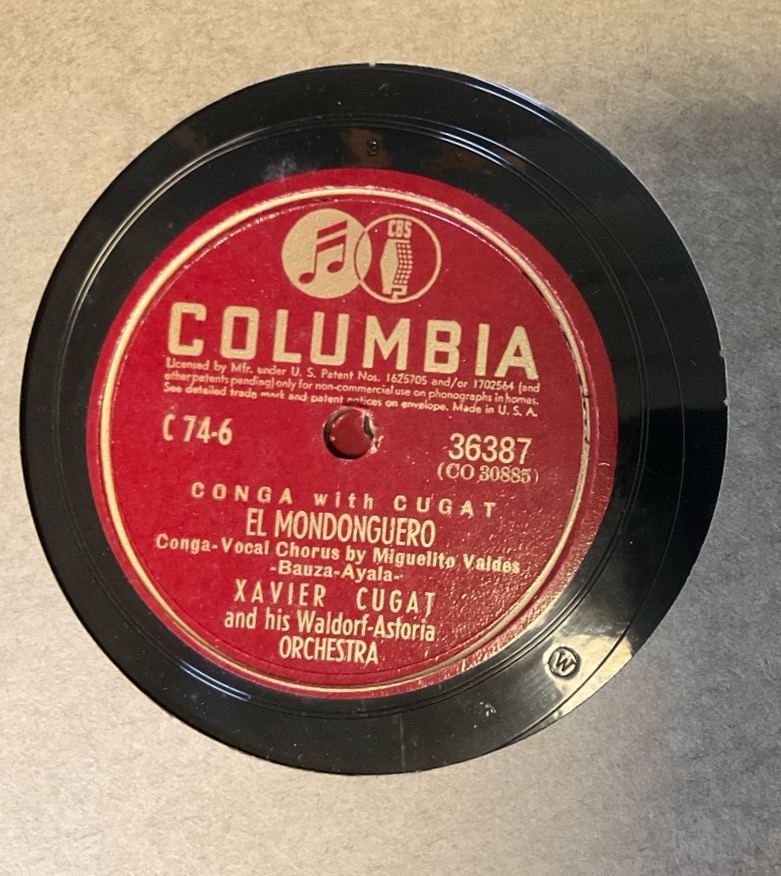 CBS
COLUMBIA
Licensed by Mfr. under U. S. Patent Nos. 1625705 and/or 1702564 (and
other patents pending) only for non-commercial use on phonographs in homes.
See detailed trade mark and patent notices on envelope. Made in U. S. A.
C 74-6
36387
(CO 30885)
CONGA with CUGAT
EL MONDONGUERO
Conga-Vocal Chorus by Miguelito Valdes
-Bauza-Ayala-
XAVIER CUGAT
and his Waldorf-Astoria
ORCHESTRA
W